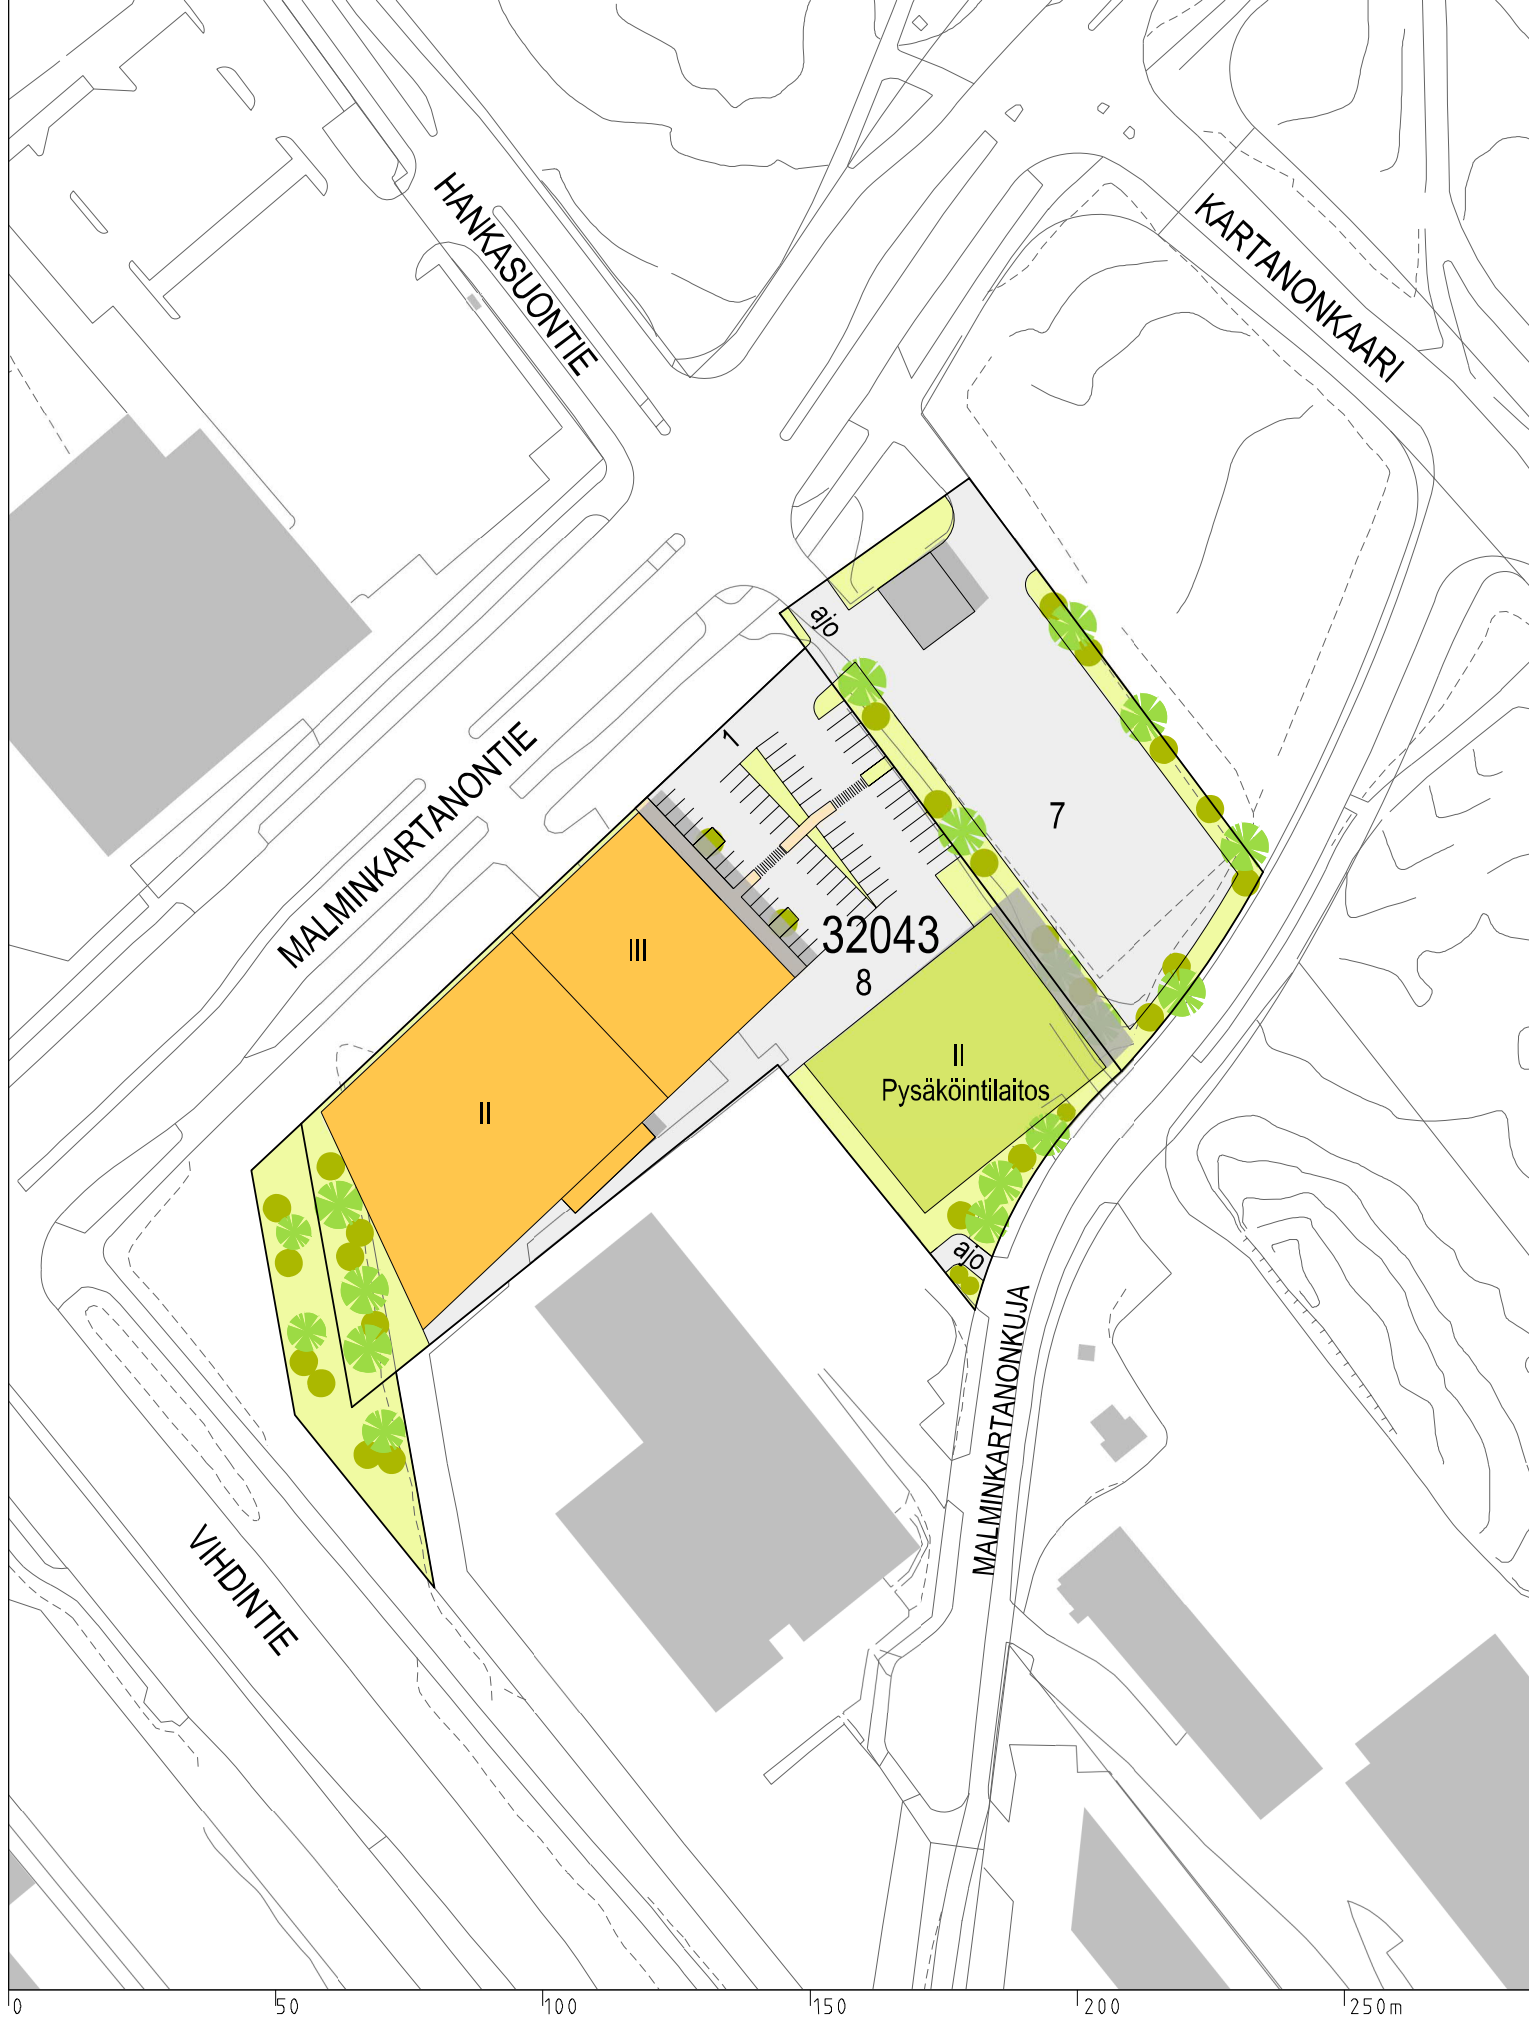 HANKASUONTIE
KARTANONKAARI
ajo
MALMINKARTANONTIE
1
7
32043
8
III
II
II
Pysäköintilaitos
ajo
MALMINKARTANONKUJA
VIHDINTIE
0 50 100 150 200 250m